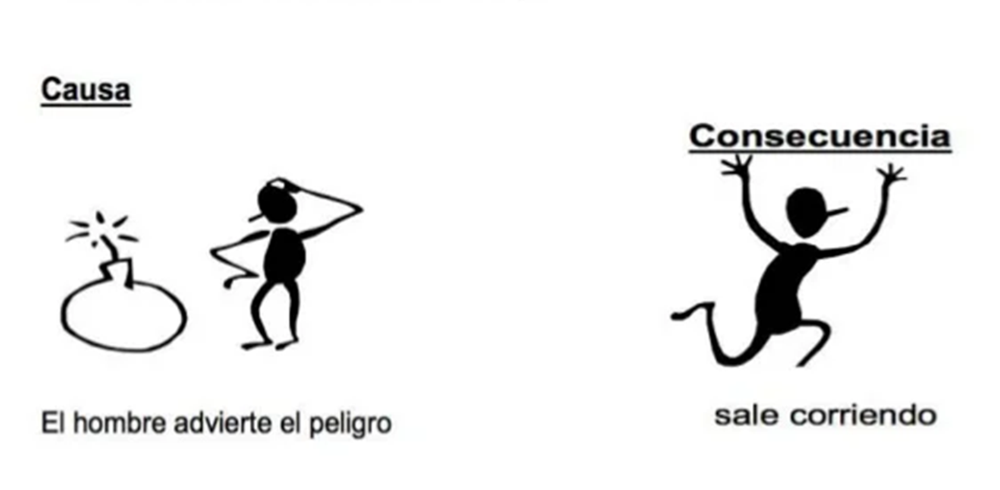 Causa
Consecuencia
El hombre advierte el peligro
sale corriendo